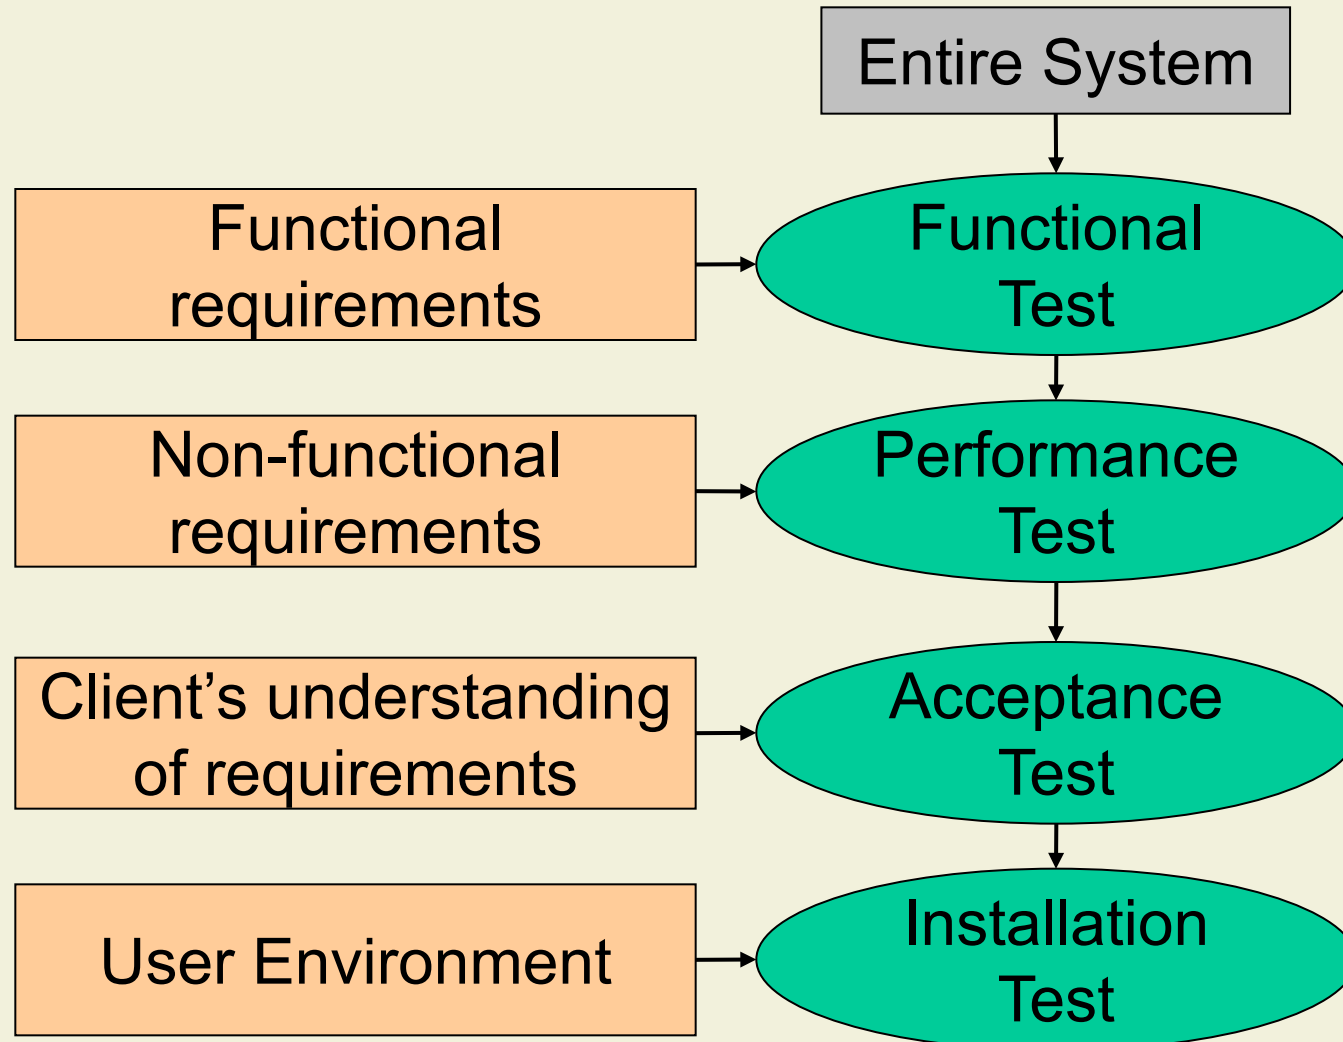 Entire System
Functional
requirements
Functional
Test
Non-functional
requirements
Performance
Test
Client’s understanding
of requirements
Acceptance
Test
User Environment
Installation
Test